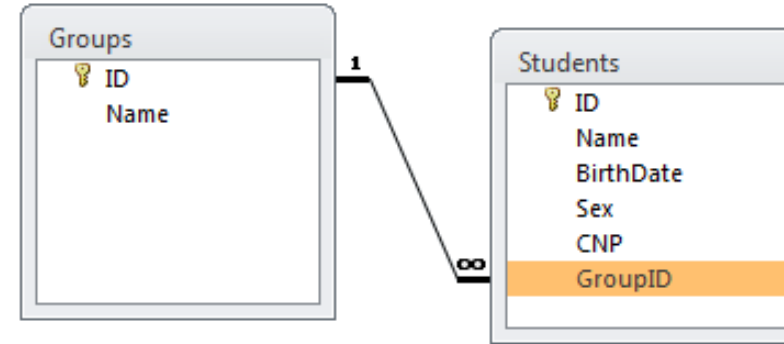 Groups
ID
Name
1
∞
Students
ID
Name
BirthDate
Sex
CNP
GroupID